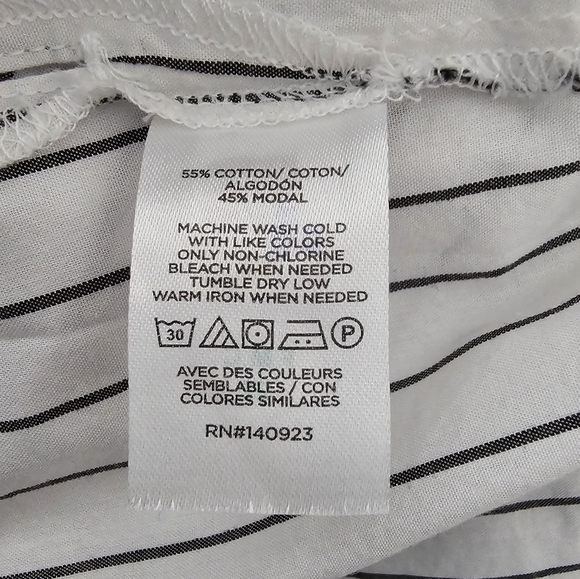 55% COTTON/ COTON/
ALGODÓN
45% MODAL
MACHINE WASH COLD
WITH LIKE COLORS
ONLY NON-CHLORINE
BLEACH WHEN NEEDED
TUMBLE DRY LOW
WARM IRON WHEN NEEDED
30 P
AVEC DES COULEURS
SEMBLABLES / CON
COLORES SIMILARES
RN#140923